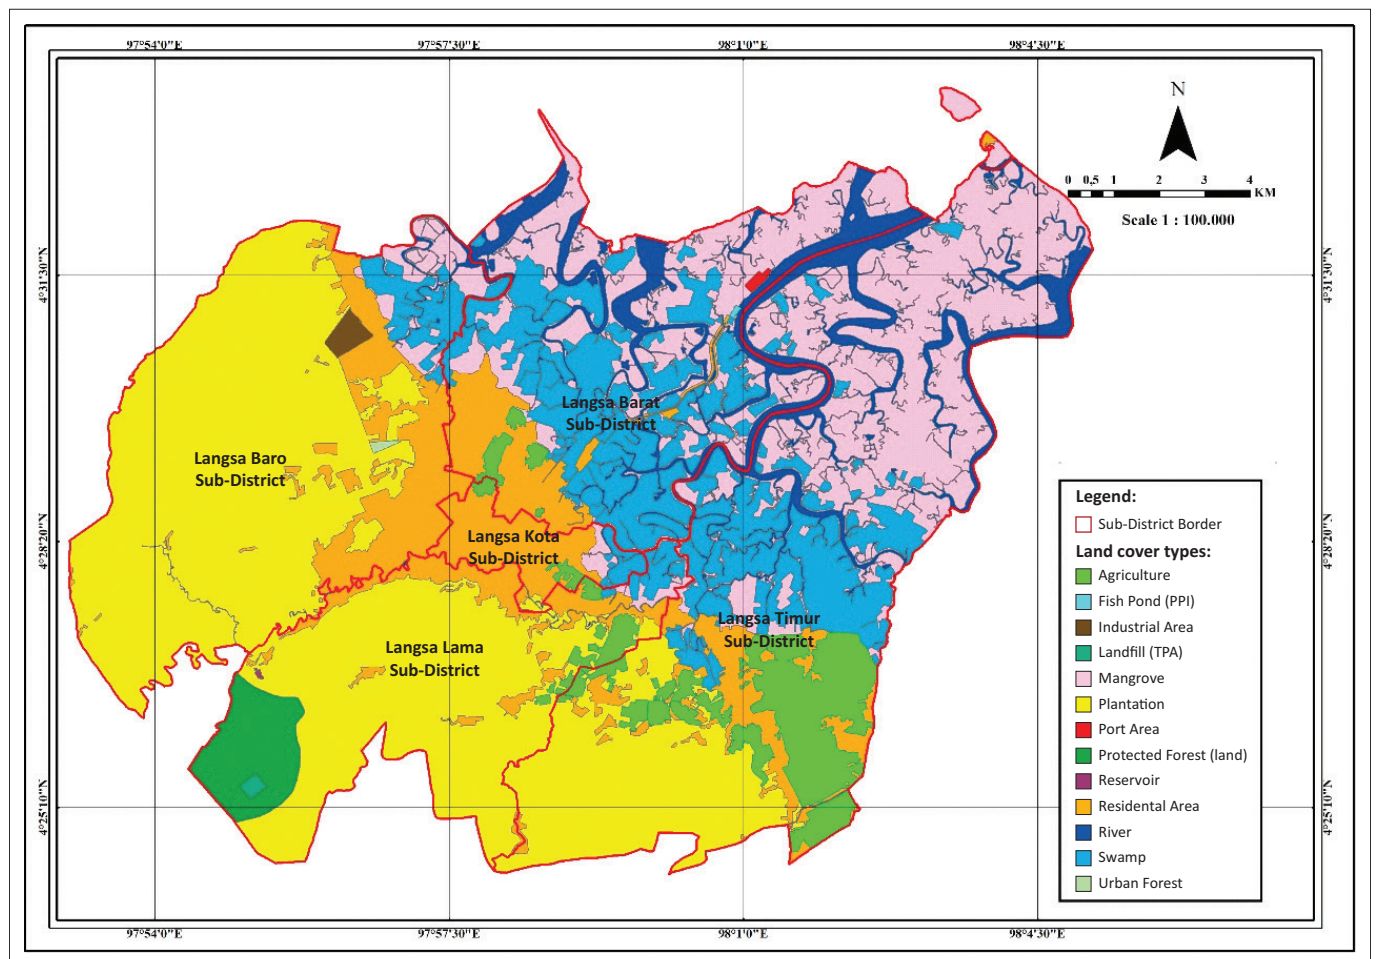 97°54'0"E 97°57'30"E 98°1'0"E 98°4'30"E
N
0 0,5 1 2 3 4
KM
Scale 1 : 100.000
4°31'30"N
4°31'30"N
Langsa Barat
Sub-District
Langsa Baro
Sub-District
Langsa Kota
Sub-District
4°28'20"N
4°28'20"N
Langsa Timur
Sub-District
Langsa Lama
Sub-District
4°25'10"N
4°25'01"N
Legend:
Sub-District Border
Land cover types:
Agriculture
Fish Pond (PPI)
Industrial Area
Landfill (TPA)
Mangrove
Plantation
Port Area
Protected Forest (land)
Reservoir
Residental Area
River
Swamp
Urban Forest
97°54'0"E 97°57'30"E 98°1'0"E 98°4'30"E